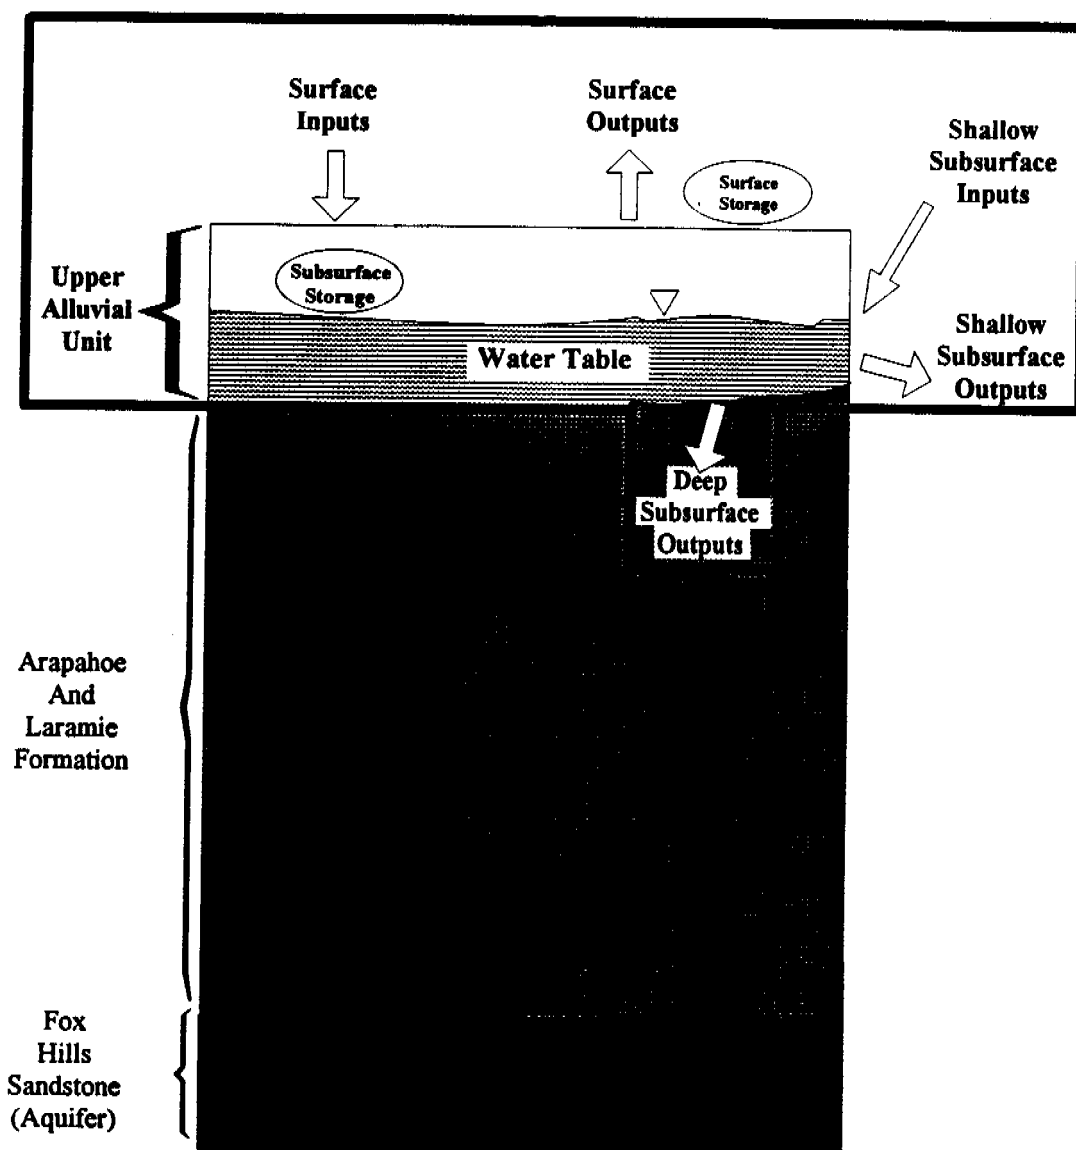 Surface
Inputs
Surface
Outputs
Surface
Storage
Shallow
Subsurface
Inputs
Upper
Alluvial
Unit
Subsurface
Storage
Water Table
Shallow
Subsurface
Outputs
Deep
Subsurface
Outputs
Arapahoe
And
Laramie
Formation
Fox
Hills
Sandstone
(Aquifer)